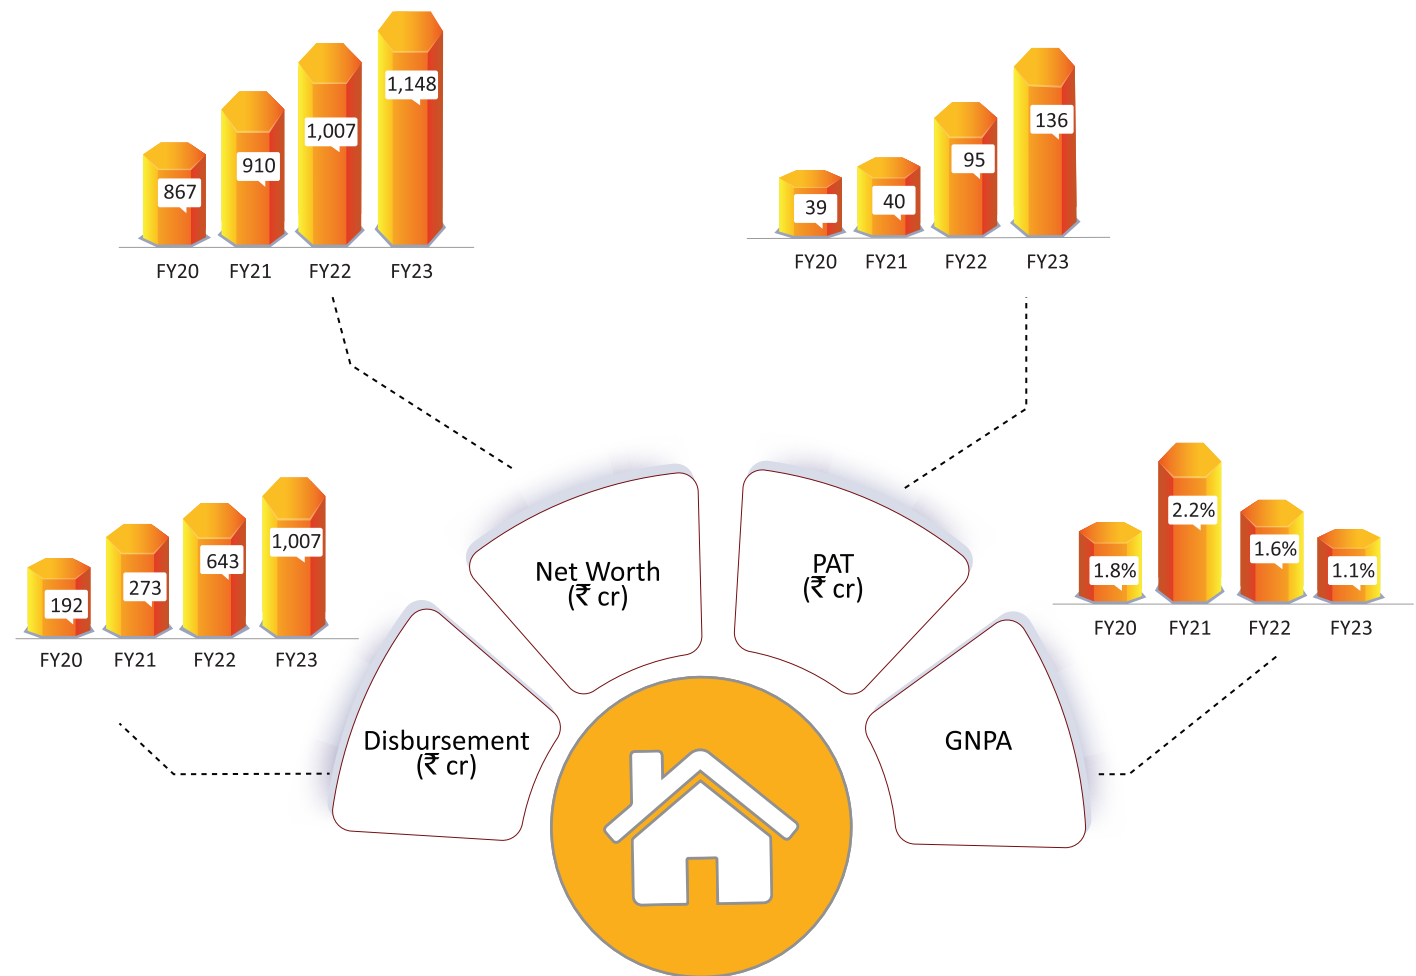 867
910
1,007
1,148
FY20 FY21 FY22 FY23
39
40
95
136
FY20 FY21 FY22 FY23
192
273
643
1,007
FY20 FY21 FY22 FY23
1.8%
2.2%
1.6%
1.1%
FY20 FY21 FY22 FY23
Disbursement
(₹ cr)
Net Worth
(₹ cr)
PAT
(₹ cr)
GNPA